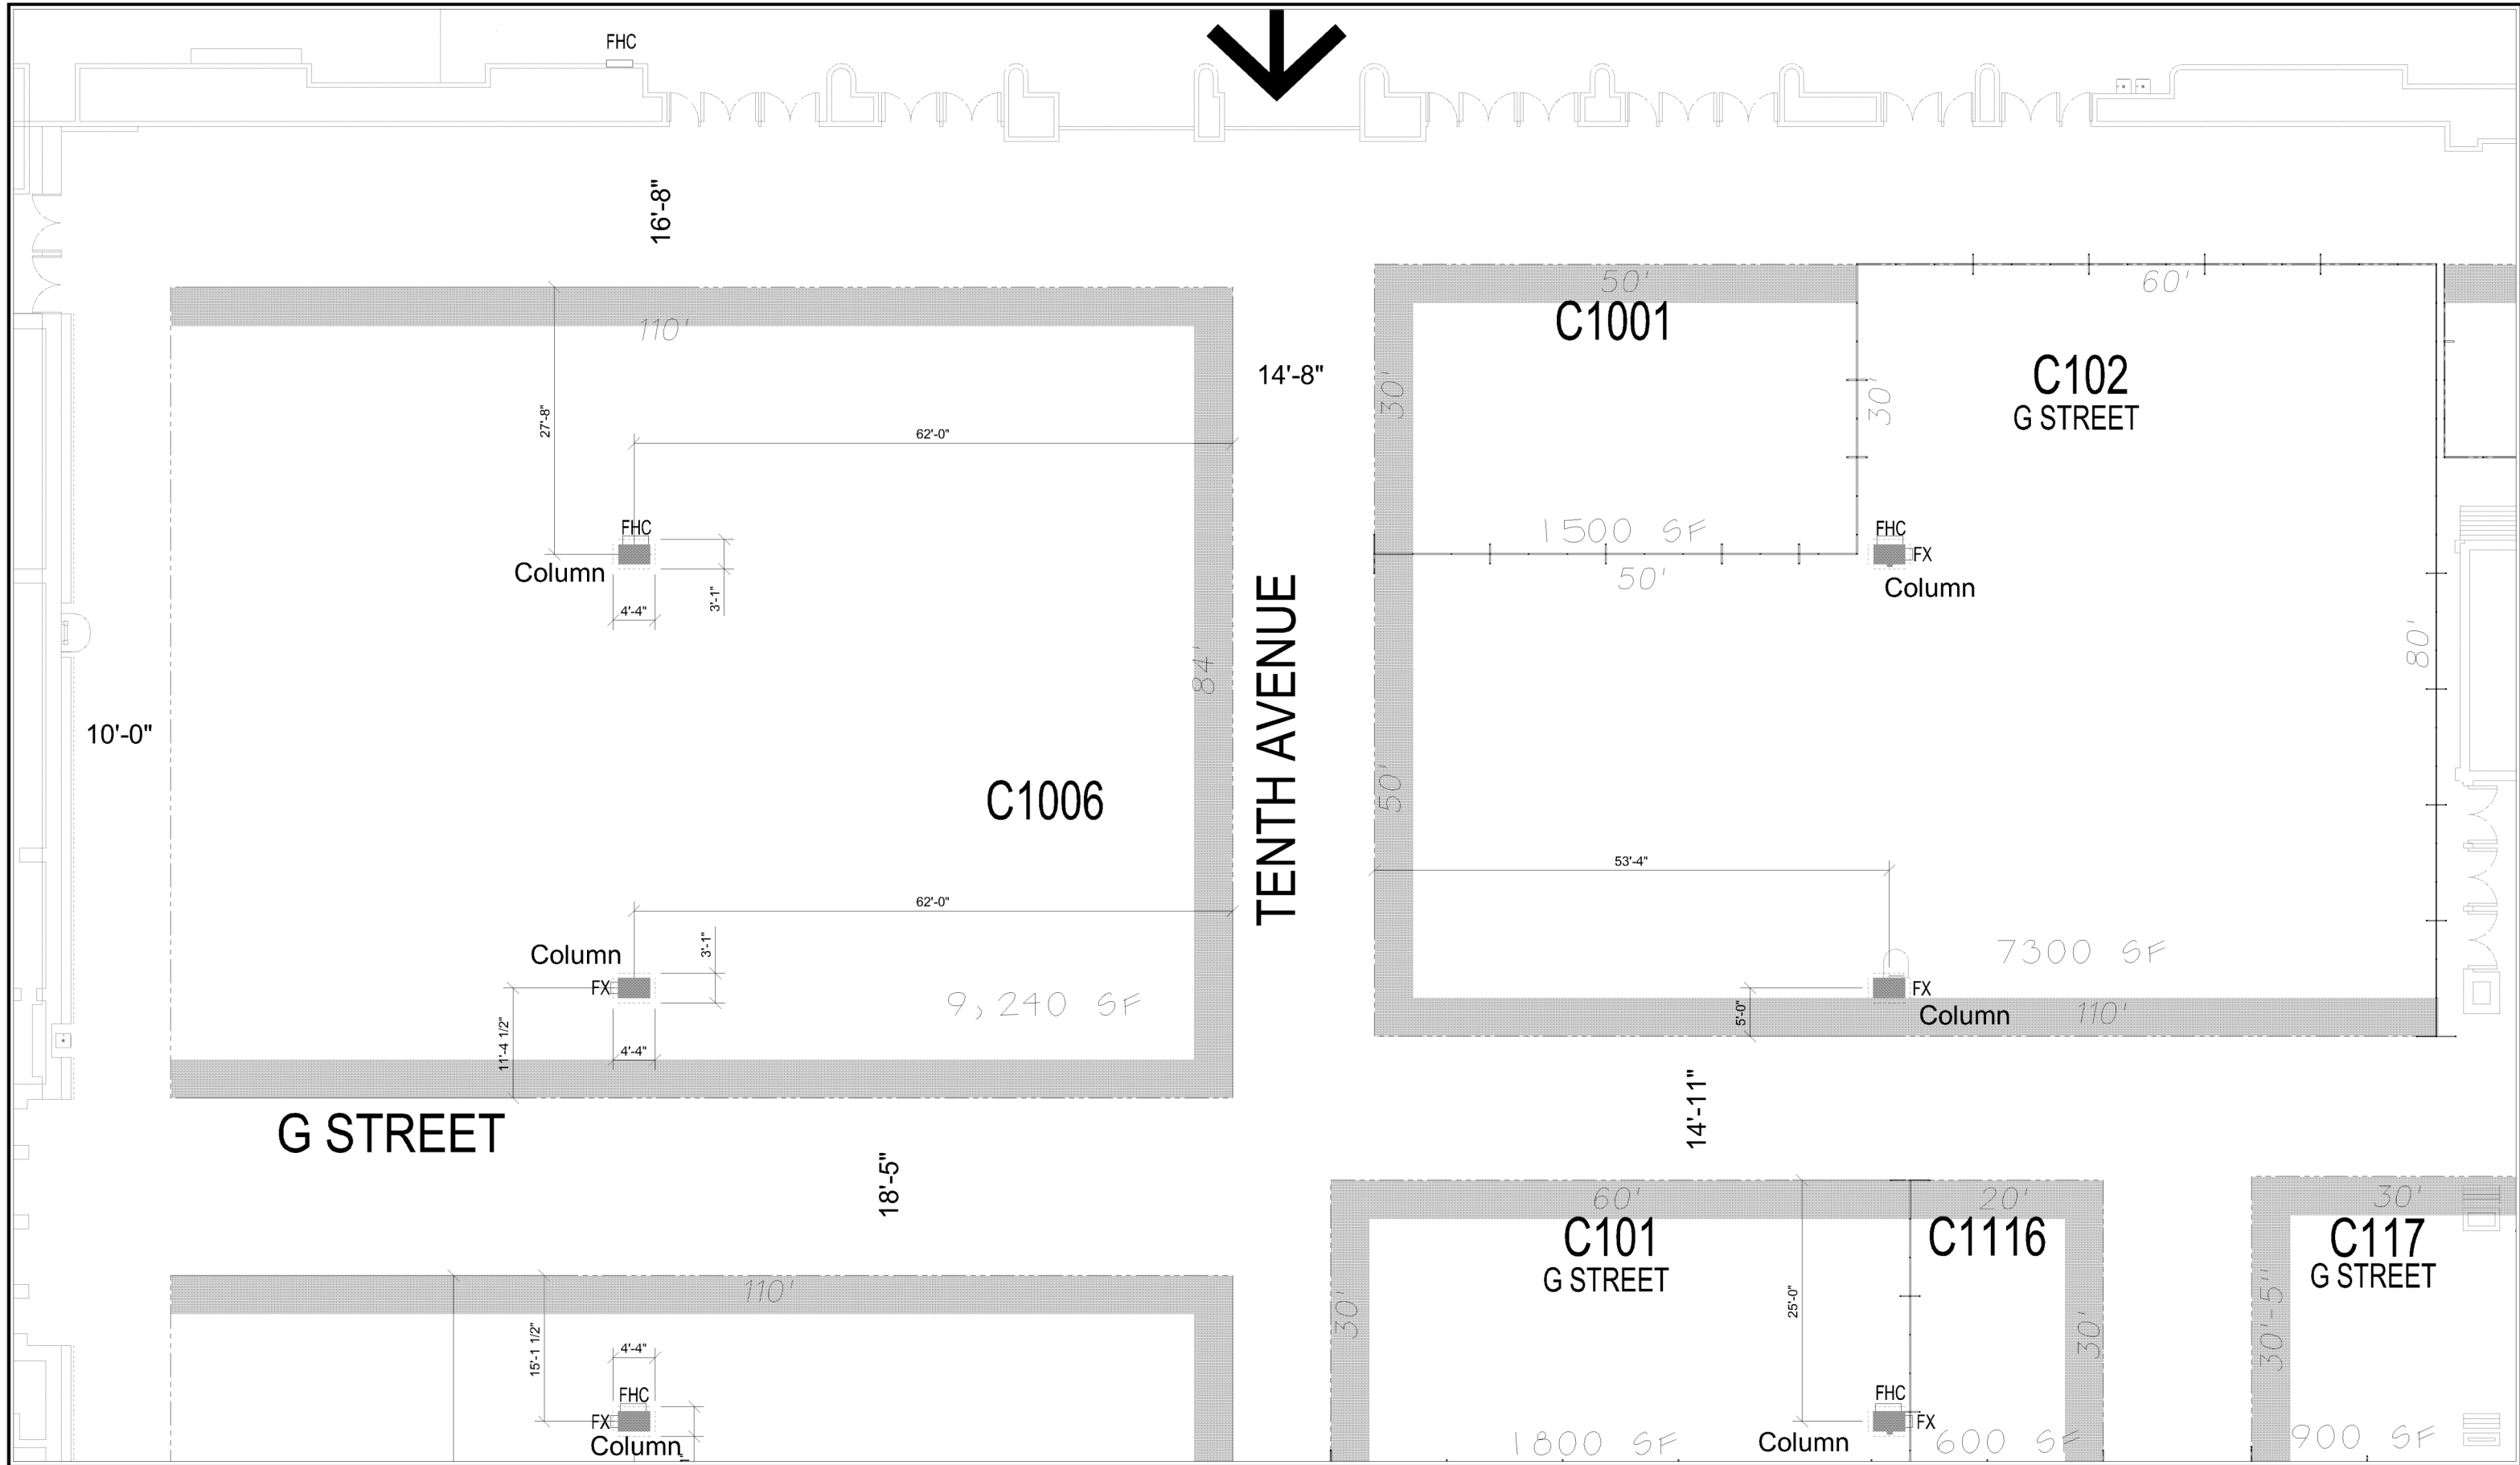 FHC
16'-8"
110'
27'-8"
62'-0"
FHC
Column
4'-4"
3'-1"
84'
10'-0"
C1006
62'-0"
Column
3'-1"
FX
9,240 SF
11'-4 1/2"
4'-4"
G STREET
18'-5"
14'-8"
TENTH AVENUE
50'
C1001
30'
30'
1500 SF
50'
60'
C102
G STREET
FHC
FX
Column
80'
50'
53'-4"
7300 SF
FX
5'-0"
Column
110'
14'-11"
110'
15'-1 1/2"
4'-4"
FHC
FX
Column
60'
C101
G STREET
30'
25'-0"
FHC
FX
Column
1800 SF
20'
C1116
30'
600 SF
30'
C117
G STREET
30'-5"
900 SF